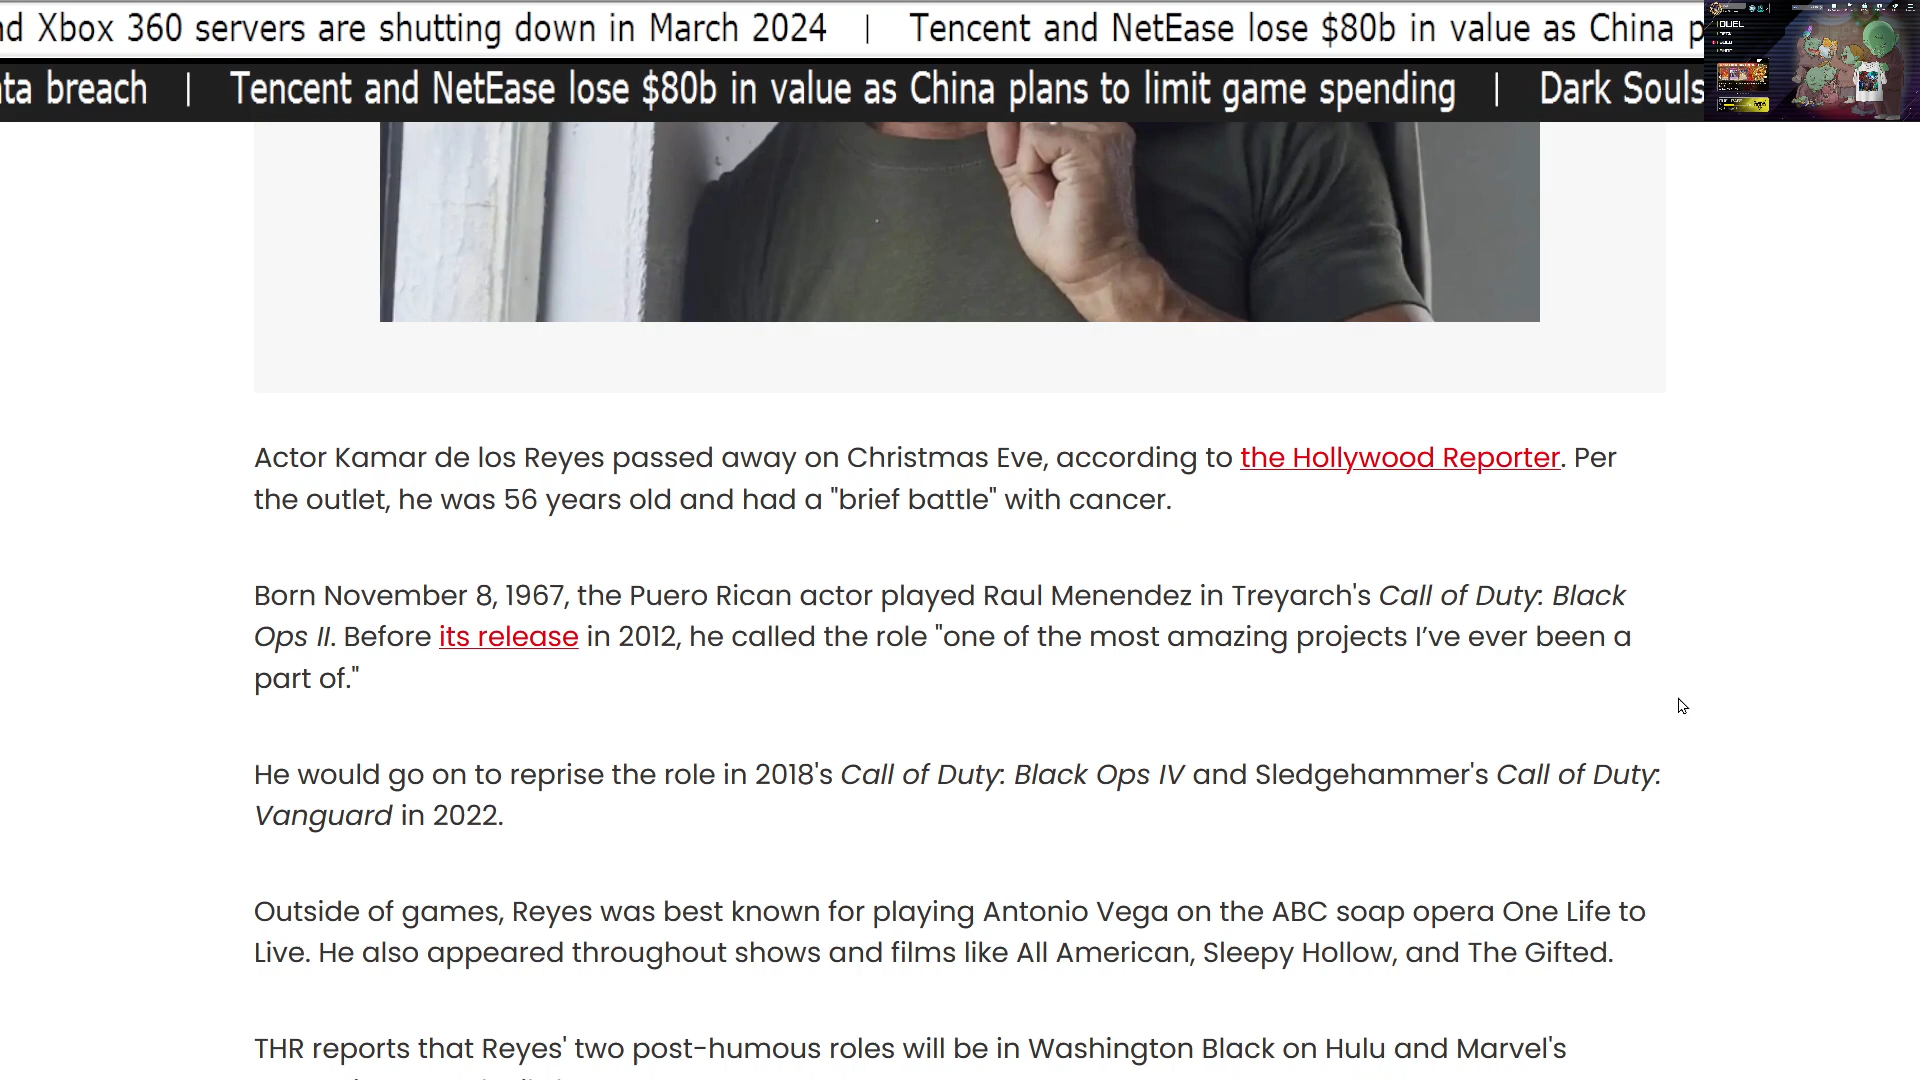 nd Xbox 360 servers are shutting down in March 2024 | Tencent and NetEase lose $80b in value as China p
ta breach | Tencent and NetEase lose $80b in value as China plans to limit game spending | Dark Souls
DUEL
Actor Kamar de los Reyes passed away on Christmas Eve, according to the Hollywood Reporter. Per
the outlet, he was 56 years old and had a "brief battle" with cancer.
Born November 8, 1967, the Puero Rican actor played Raul Menendez in Treyarch's Call of Duty: Black
Ops II. Before its release in 2012, he called the role "one of the most amazing projects I’ve ever been a
part of."
He would go on to reprise the role in 2018's Call of Duty: Black Ops IV and Sledgehammer's Call of Duty:
Vanguard in 2022.
Outside of games, Reyes was best known for playing Antonio Vega on the ABC soap opera One Life to
Live. He also appeared throughout shows and films like All American, Sleepy Hollow, and The Gifted.
THR reports that Reyes' two post-humous roles will be in Washington Black on Hulu and Marvel's